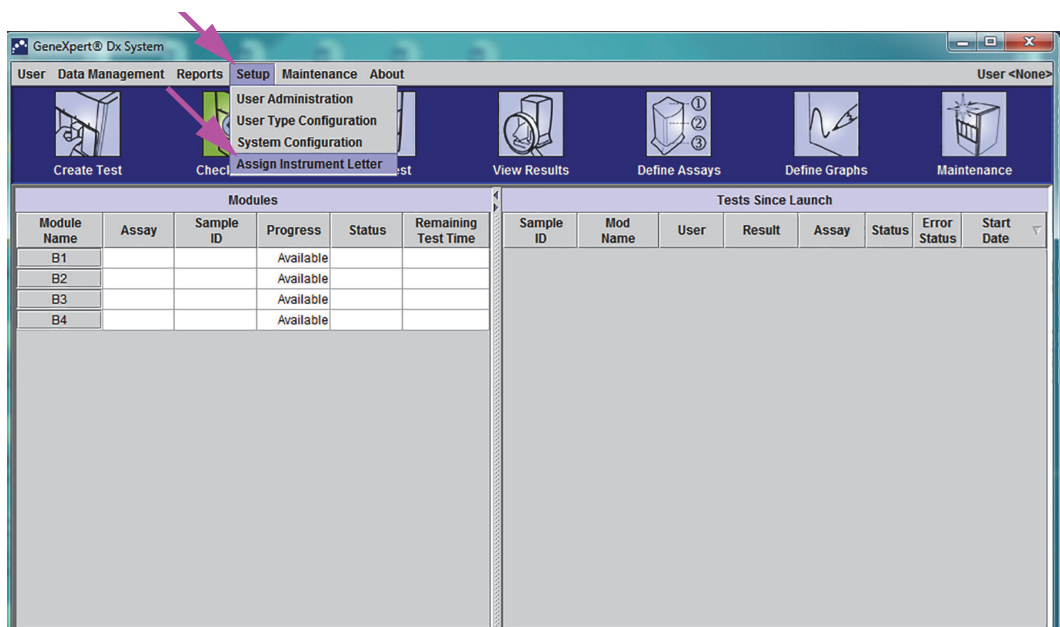 GeneXpert® Dx System
User Data Management Reports Setup Maintenance About User <None>
User Administration
User Type Configuration
System Configuration
Assign Instrument Letter
Create Test View Results Define Assays Define Graphs Maintenance
①
②
③
Modules
Module Name Assay Sample ID Progress Status Remaining Test Time
B1 Available
B2 Available
B3 Available
B4 Available
Tests Since Launch
Sample ID Mod Name User Result Assay Status Error Status Start Date